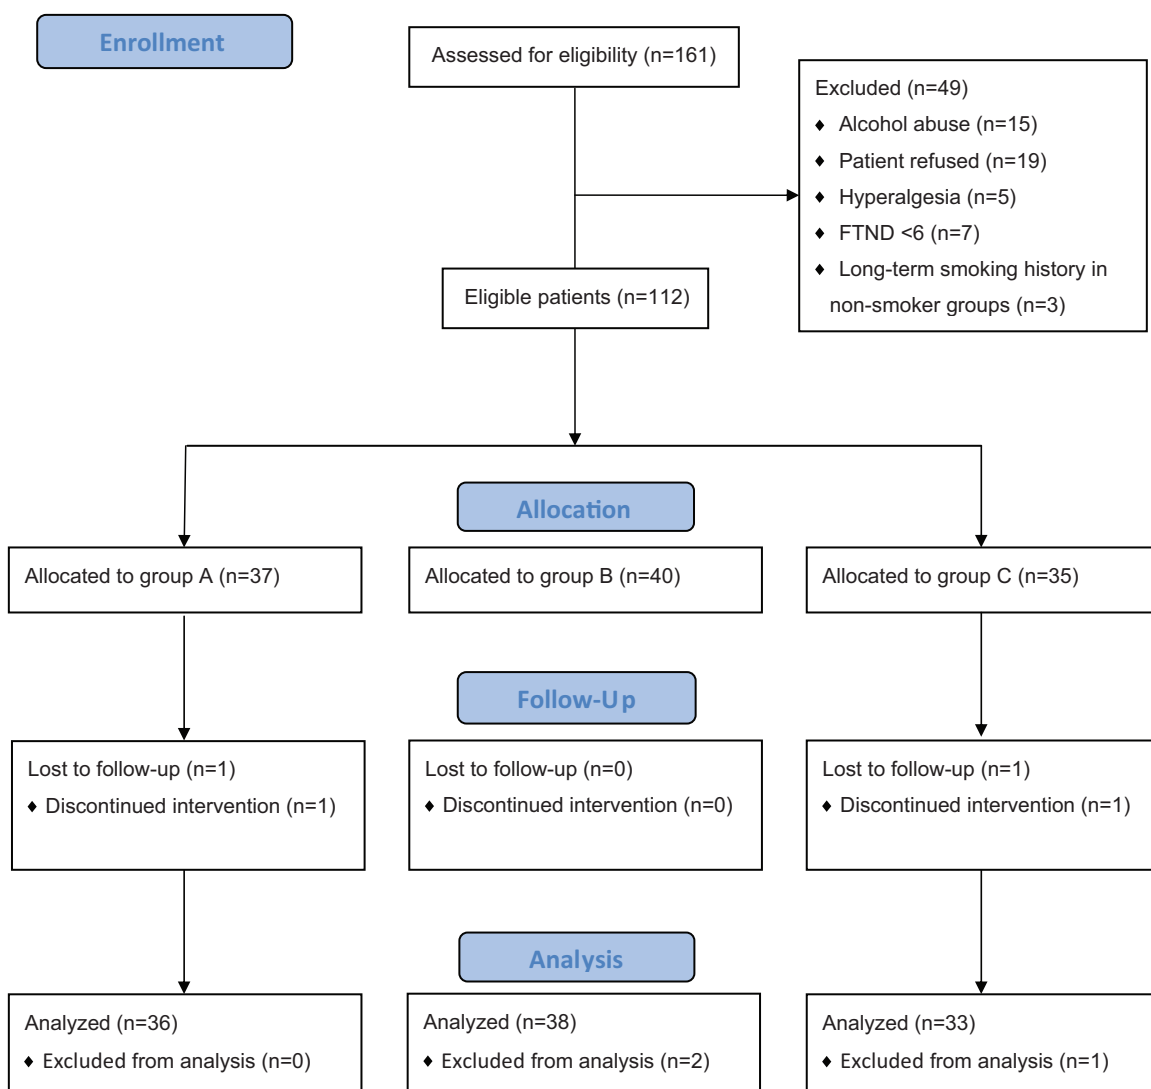 Enrollment
Assessed for eligibility (n=161)
Excluded (n=49)
♦ Alcohol abuse (n=15)
♦ Patient refused (n=19)
♦ Hyperalgesia (n=5)
♦ FTND <6 (n=7)
♦ Long-term smoking history in
non-smoker groups (n=3)
Eligible patients (n=112)
Allocation
Allocated to group A (n=37)
Allocated to group B (n=40)
Allocated to group C (n=35)
Follow-Up
Lost to follow-up (n=1)
♦ Discontinued intervention (n=1)
Lost to follow-up (n=0)
♦ Discontinued intervention (n=0)
Lost to follow-up (n=1)
♦ Discontinued intervention (n=1)
Analysis
Analyzed (n=36)
♦ Excluded from analysis (n=0)
Analyzed (n=38)
♦ Excluded from analysis (n=2)
Analyzed (n=33)
♦ Excluded from analysis (n=1)